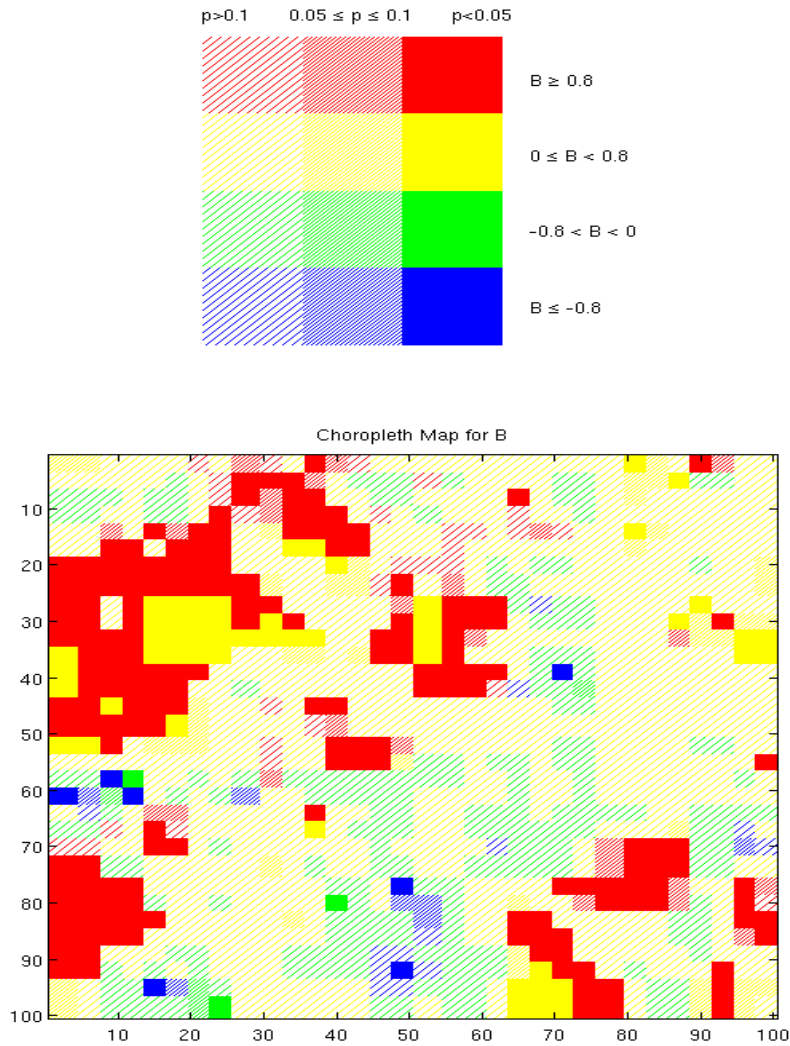 p>0.1 0.05 ≤ p ≤ 0.1 p<0.05
B ≥ 0.8
0 ≤ B < 0.8
-0.8 < B < 0
B ≤ -0.8
Choropleth Map for B
10
20
30
40
50
60
70
80
90
100
10 20 30 40 50 60 70 80 90 100